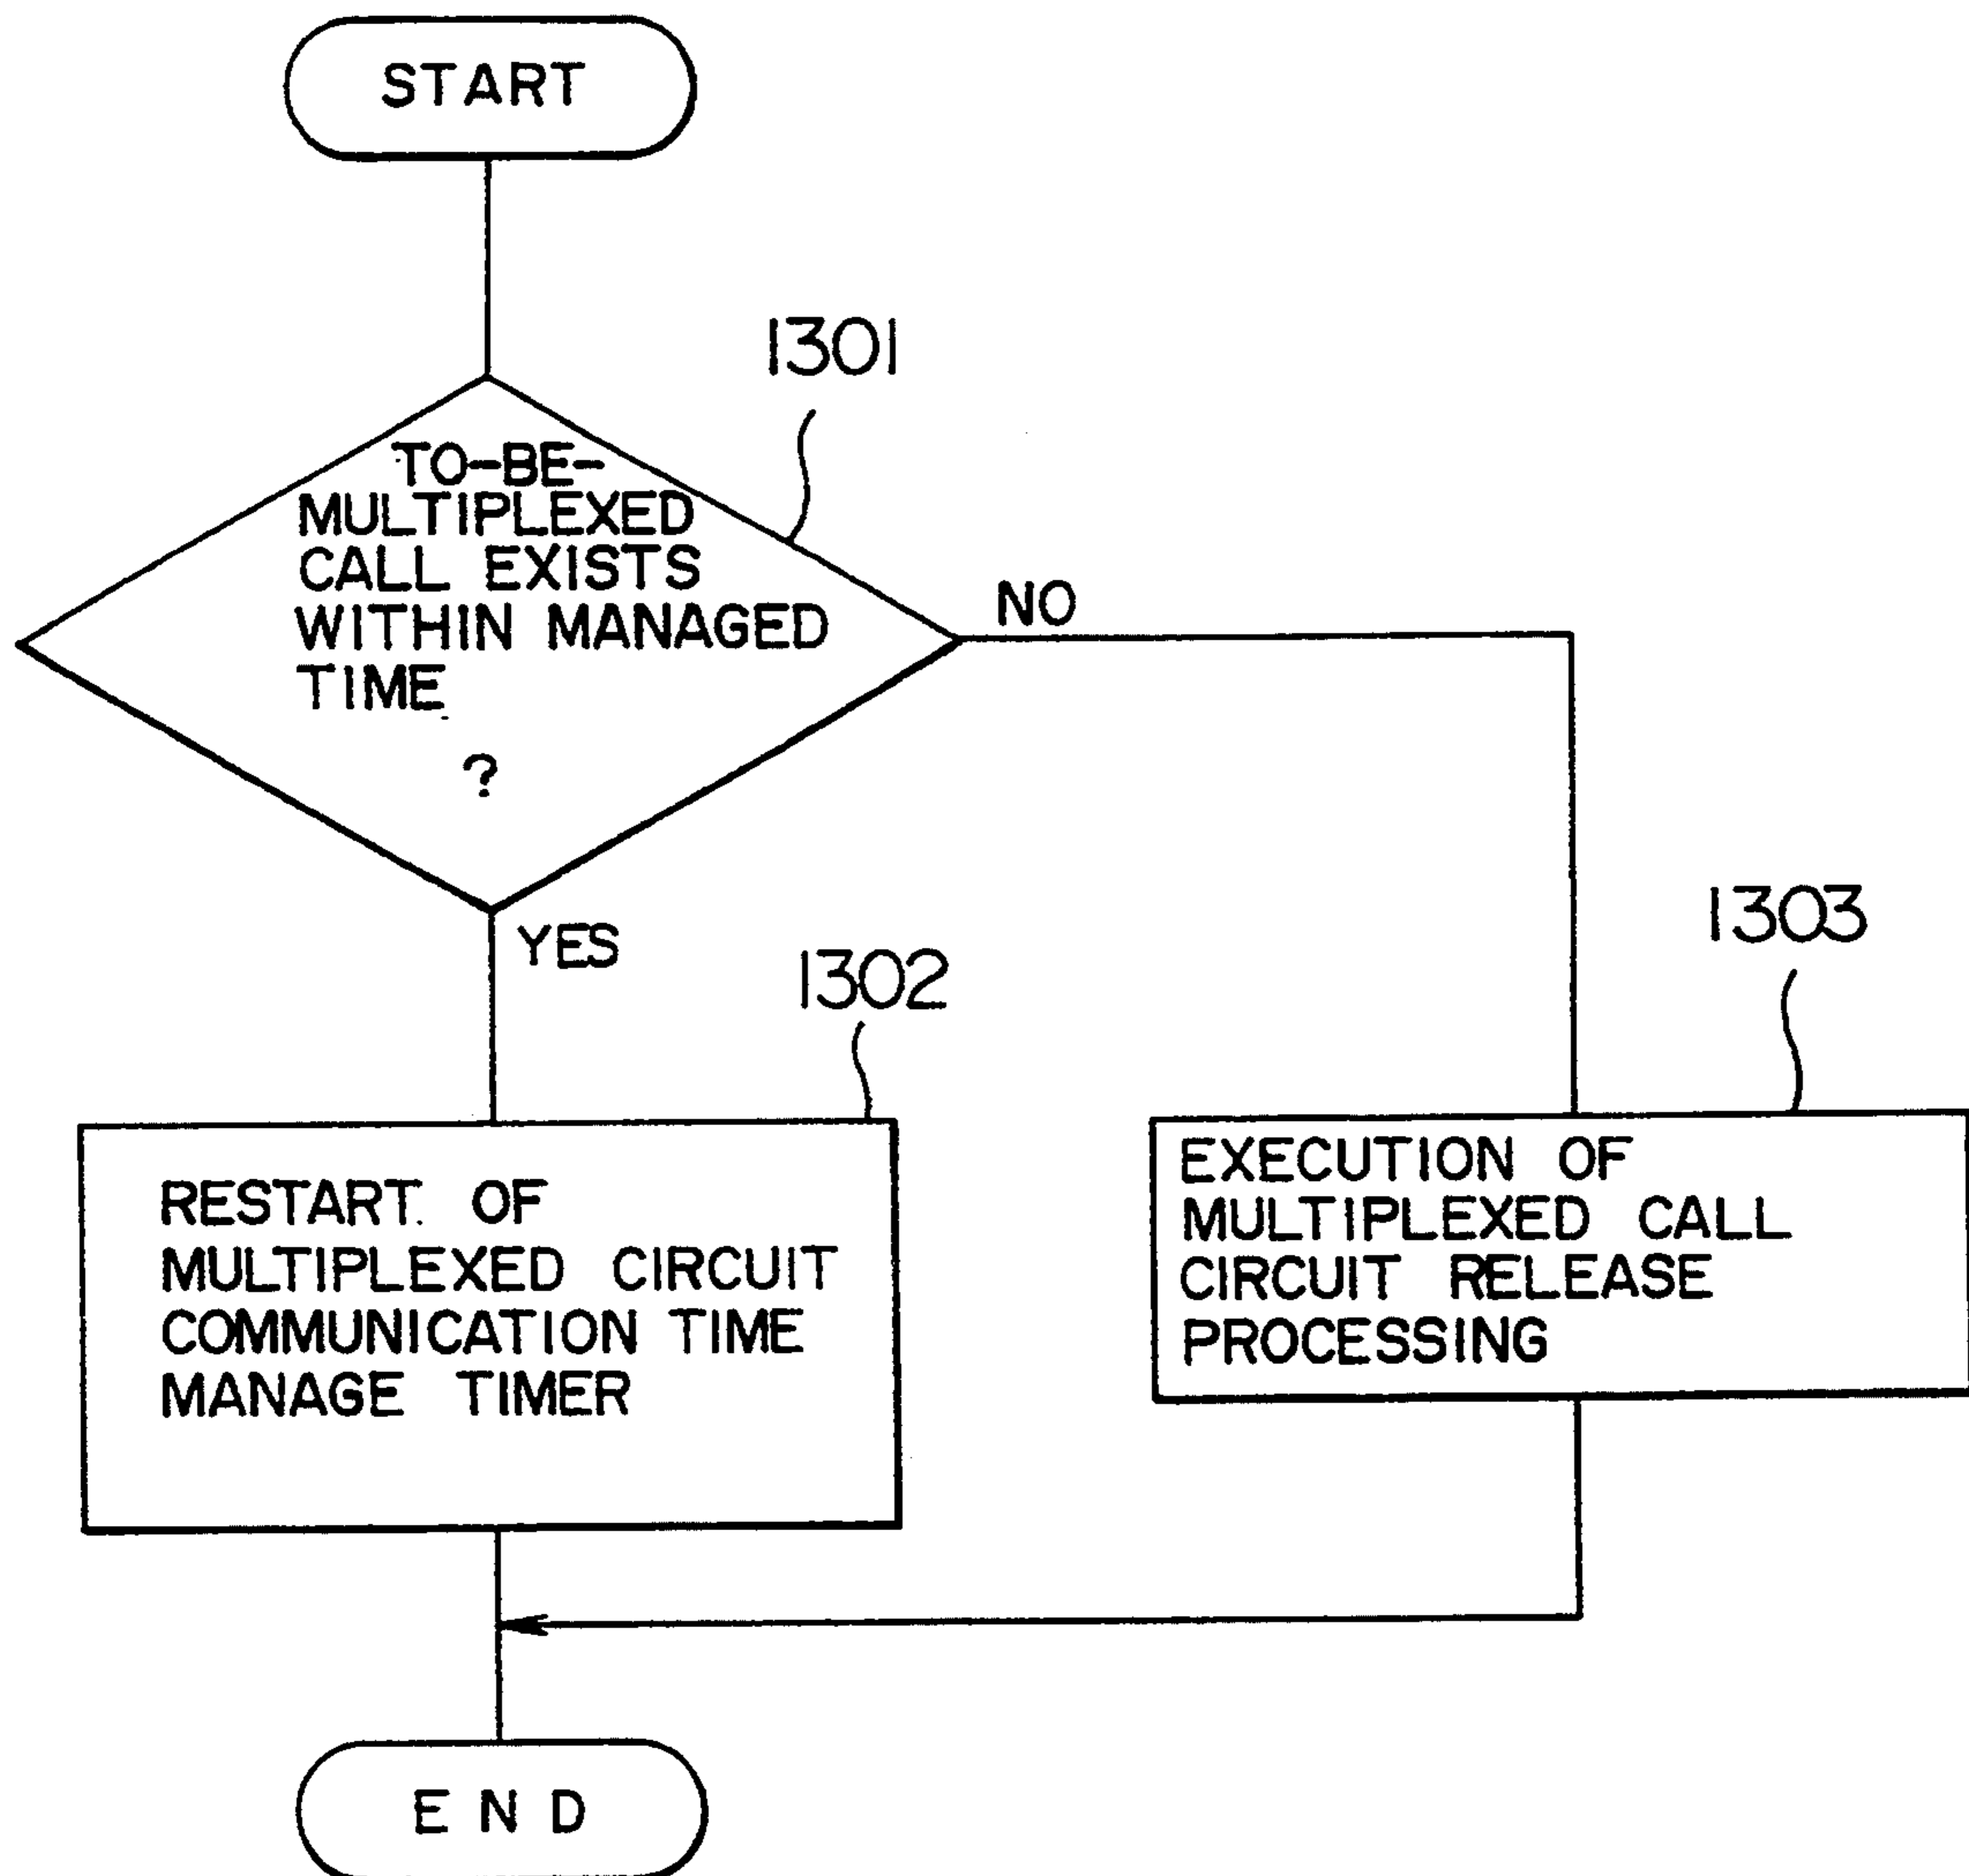 START
1301
TO-BE-
MULTIPLEXED
CALL EXISTS
WITHIN MANAGED
TIME
?
NO
YES
1302
RESTART OF
MULTIPLEXED CIRCUIT
COMMUNICATION TIME
MANAGE TIMER
1303
EXECUTION OF
MULTIPLEXED CALL
CIRCUIT RELEASE
PROCESSING
END